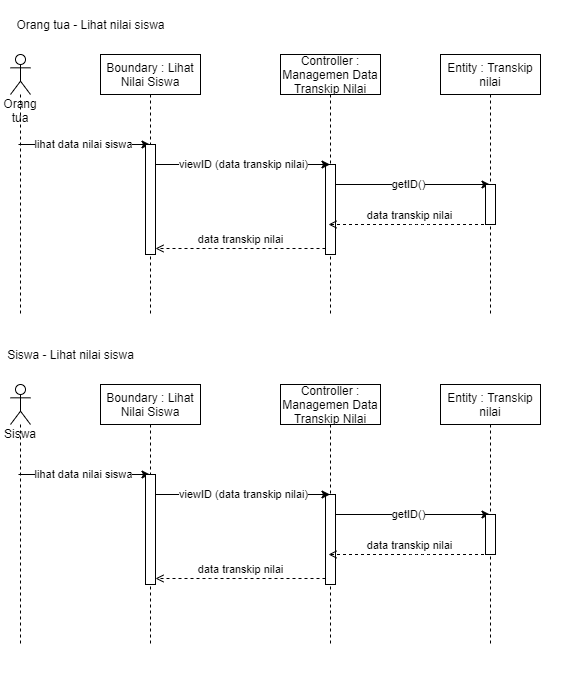 Orang tua - Lihat nilai siswa
Boundary : Lihat
Nilai Siswa
Controller :
Managemen Data
Transkip Nilai
Entity : Transkip
nilai
Orang
tua
lihat data nilai siswa
viewID (data transkip nilai)
getID()
data transkip nilai
data transkip nilai
Siswa - Lihat nilai siswa
Boundary : Lihat
Nilai Siswa
Controller :
Managemen Data
Transkip Nilai
Entity : Transkip
nilai
Siswa
lihat data nilai siswa
viewID (data transkip nilai)
getID()
data transkip nilai
data transkip nilai